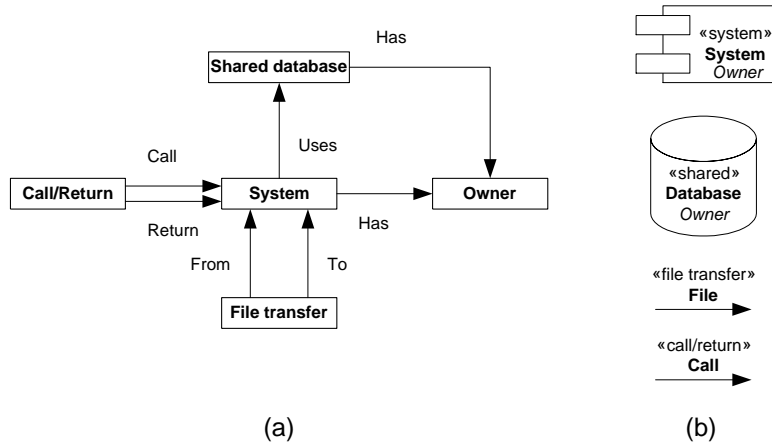 Has
Shared database
Uses
Call
Call/Return
System
Owner
Return
Has
From
To
File transfer
(a)
«system»
System
Owner
«shared»
Database
Owner
«file transfer»
File
«call/return»
Call
(b)